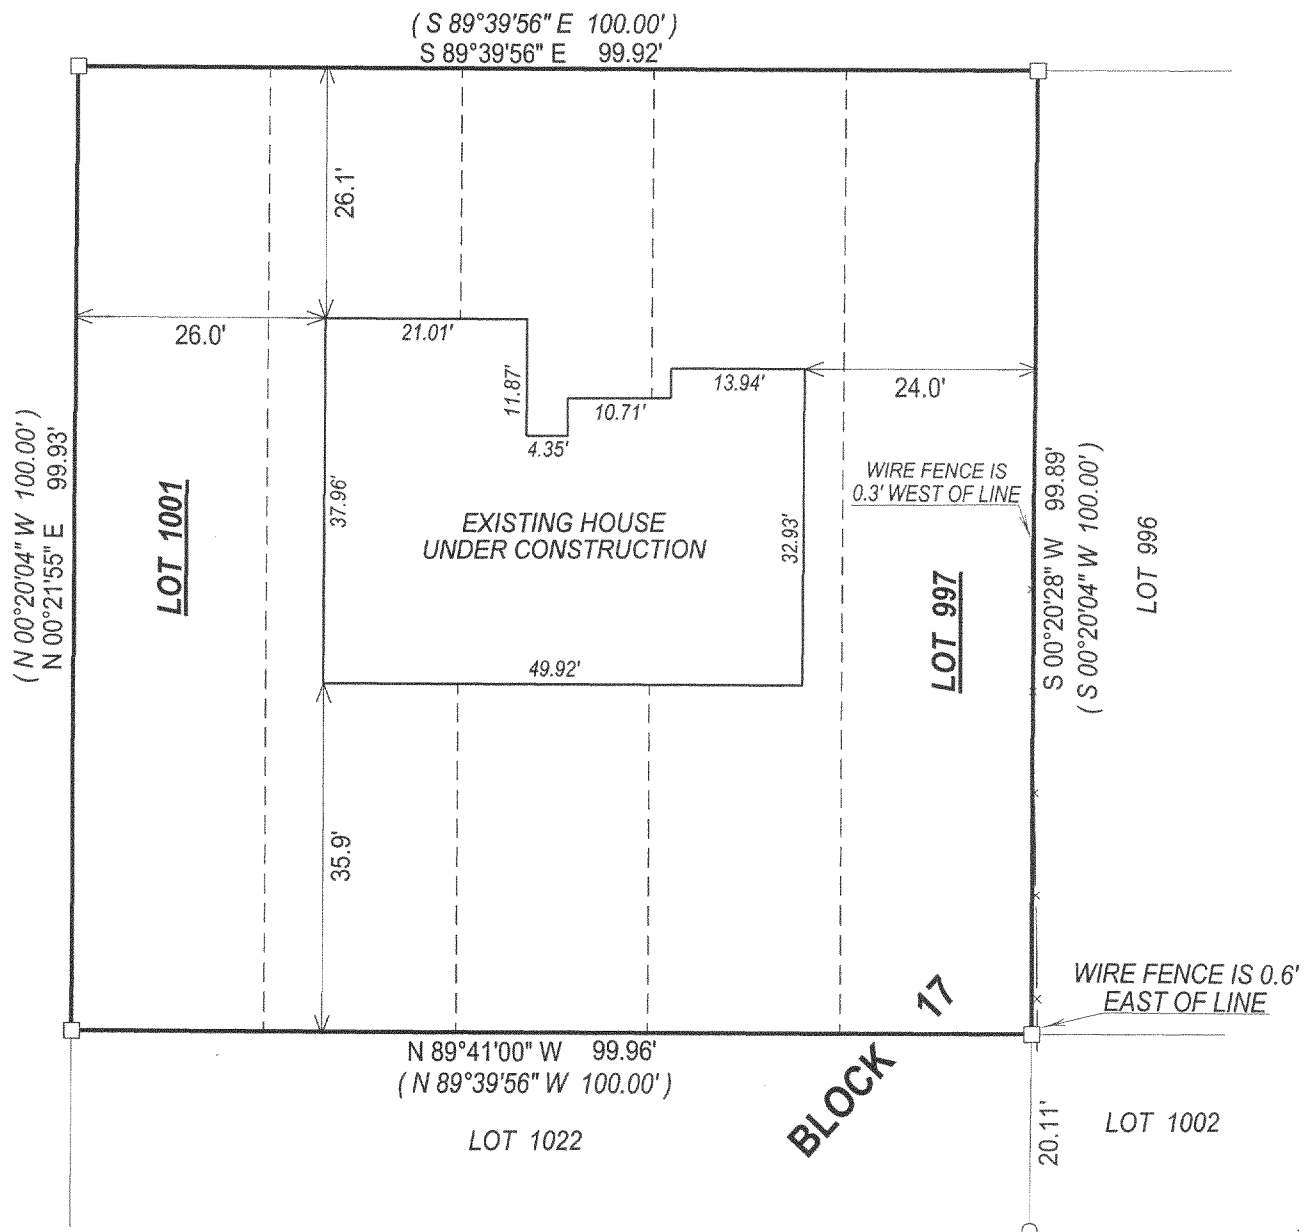 ( S 89°39'56" E 100.00' )
S 89°39'56" E 99.92'
26.1'
26.0'
21.01'
11.87'
4.35'
10.71'
13.94'
24.0'
( N 00°20'04" W 100.00' )
N 00°21'55" E 99.93'
LOT 1001
37.96'
EXISTING HOUSE
UNDER CONSTRUCTION
32.93'
WIRE FENCE IS
0.3' WEST OF LINE
LOT 997
S 00°20'28" W 99.89'
( S 00°20'04" W 100.00' )
LOT 996
49.92'
35.9'
BLOCK 17
WIRE FENCE IS 0.6'
EAST OF LINE
N 89°41'00" W 99.96'
( N 89°39'56" W 100.00' )
LOT 1022
20.11'
LOT 1002